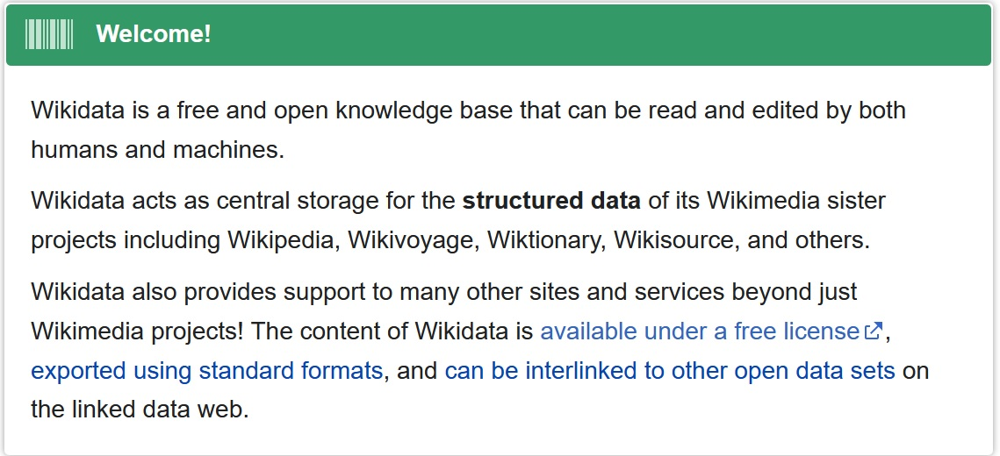 Welcome!
Wikidata is a free and open knowledge base that can be read and edited by both
humans and machines.
Wikidata acts as central storage for the structured data of its Wikimedia sister
projects including Wikipedia, Wikivoyage, Wiktionary, Wikisource, and others.
Wikidata also provides support to many other sites and services beyond just
Wikimedia projects! The content of Wikidata is available under a free license,
exported using standard formats, and can be interlinked to other open data sets on
the linked data web.